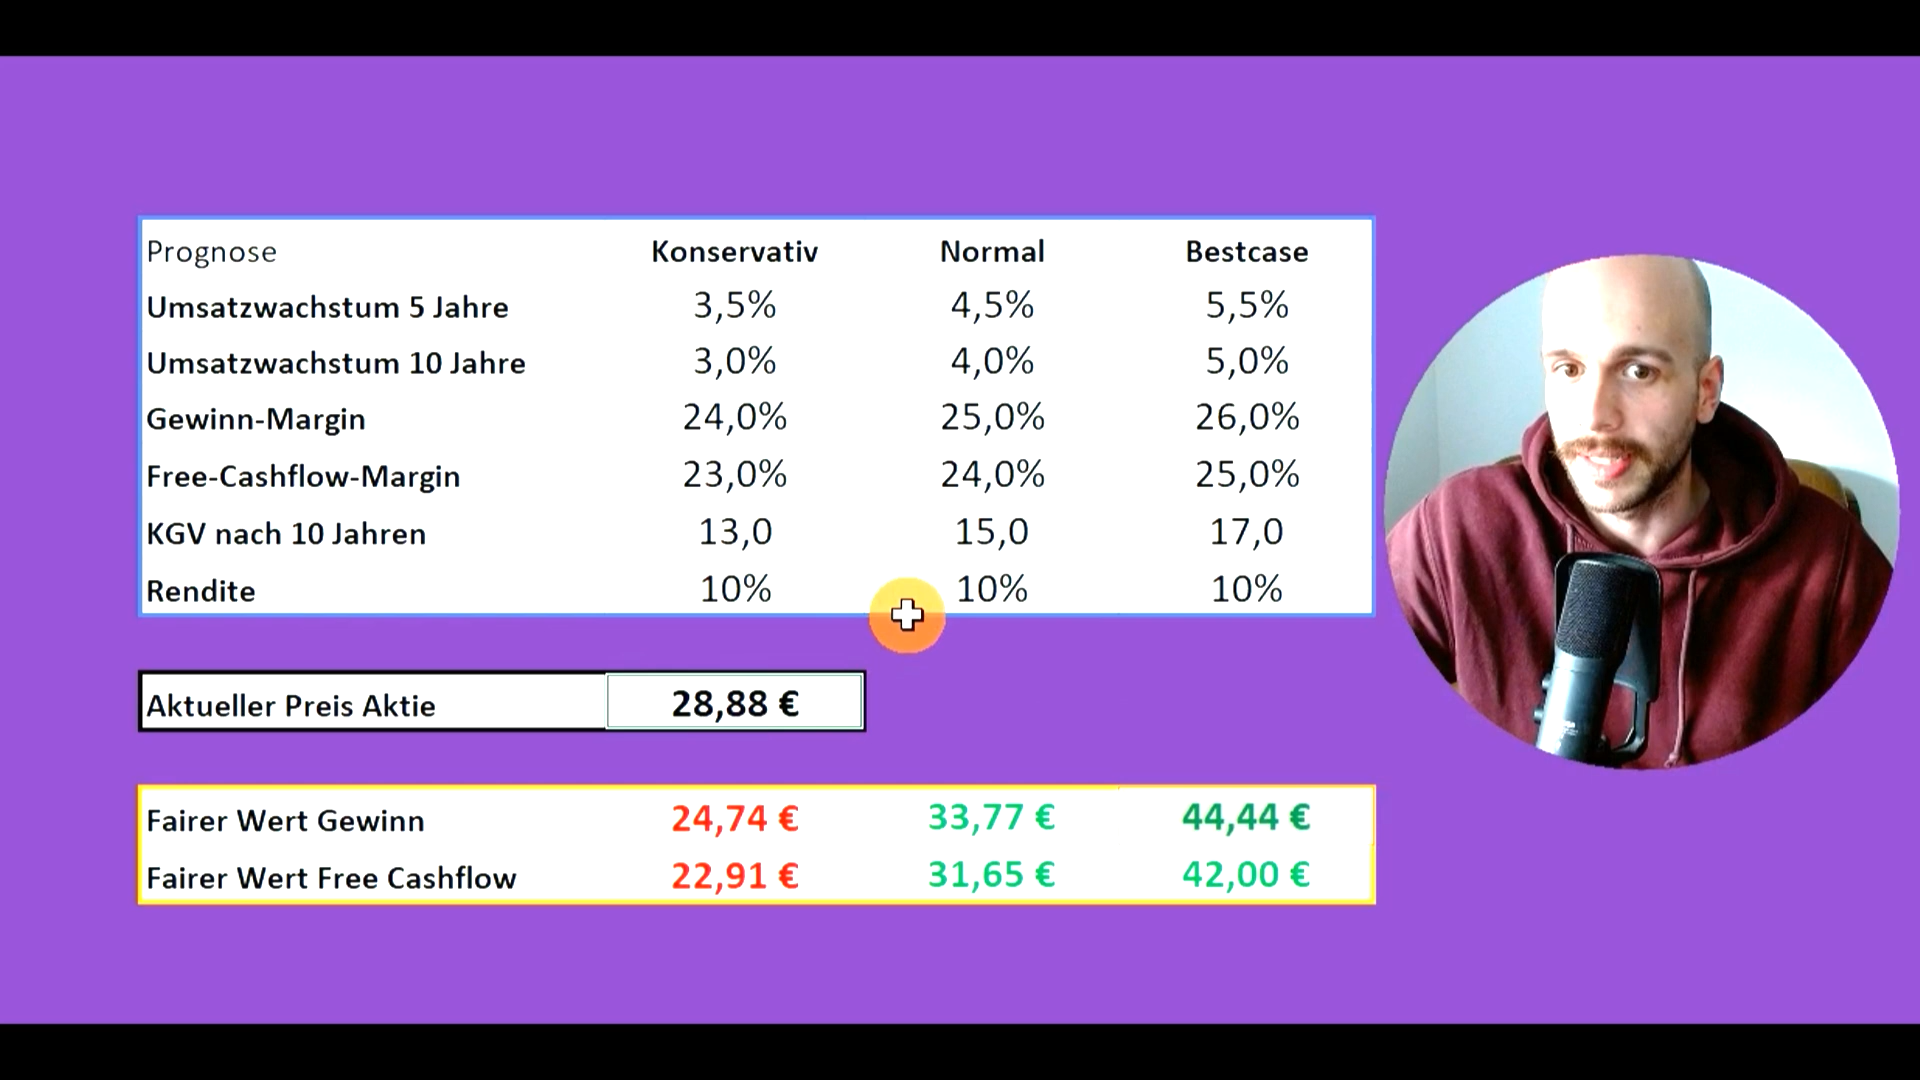 Prognose Konservativ Normal Bestcase
Umsatzwachstum 5 Jahre 3,5% 4,5% 5,5%
Umsatzwachstum 10 Jahre 3,0% 4,0% 5,0%
Gewinn-Margin 24,0% 25,0% 26,0%
Free-Cashflow-Margin 23,0% 24,0% 25,0%
KGV nach 10 Jahren 13,0 15,0 17,0
Rendite 10% 10% 10%
Aktueller Preis Aktie 28,88 €
Fairer Wert Gewinn 24,74 € 33,77 € 44,44 €
Fairer Wert Free Cashflow 22,91 € 31,65 € 42,00 €